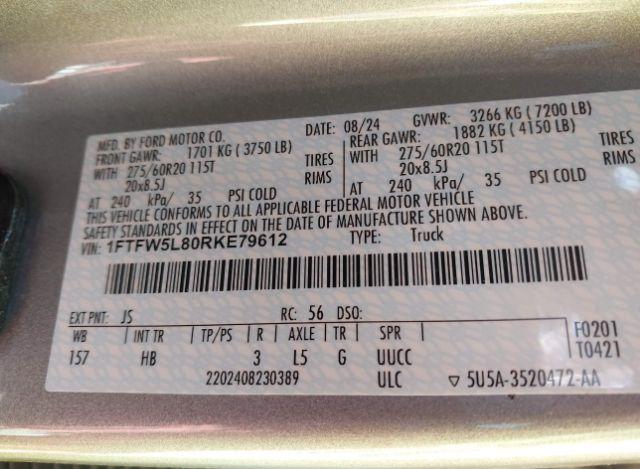 MFD. BY FORD MOTOR CO. DATE: 08/24 GVWR: 3266 KG ( 7200 LB)
FRONT GAWR: 1701 KG ( 3750 LB) REAR GAWR: 1882 KG ( 4150 LB)
WITH 275/60R20 115T TIRES WITH 275/60R20 115T TIRES
20x8.5J RIMS 20x8.5J RIMS
AT 240 kPa/ 35 PSI COLD AT 240 kPa/ 35 PSI COLD
THIS VEHICLE CONFORMS TO ALL APPLICABLE FEDERAL MOTOR VEHICLE
SAFETY STANDARDS IN EFFECT ON THE DATE OF MANUFACTURE SHOWN ABOVE.
VIN: 1FTFW5L80RKE79612 TYPE: Truck
EXT PNT: JS RC: 56 DSO:
WB INT TR TP/PS R AXLE TR SPR F0201
157 HB 3 L5 G UUCC T0421
2202408230389 ULC ▽ 5U5A-3520472-AA